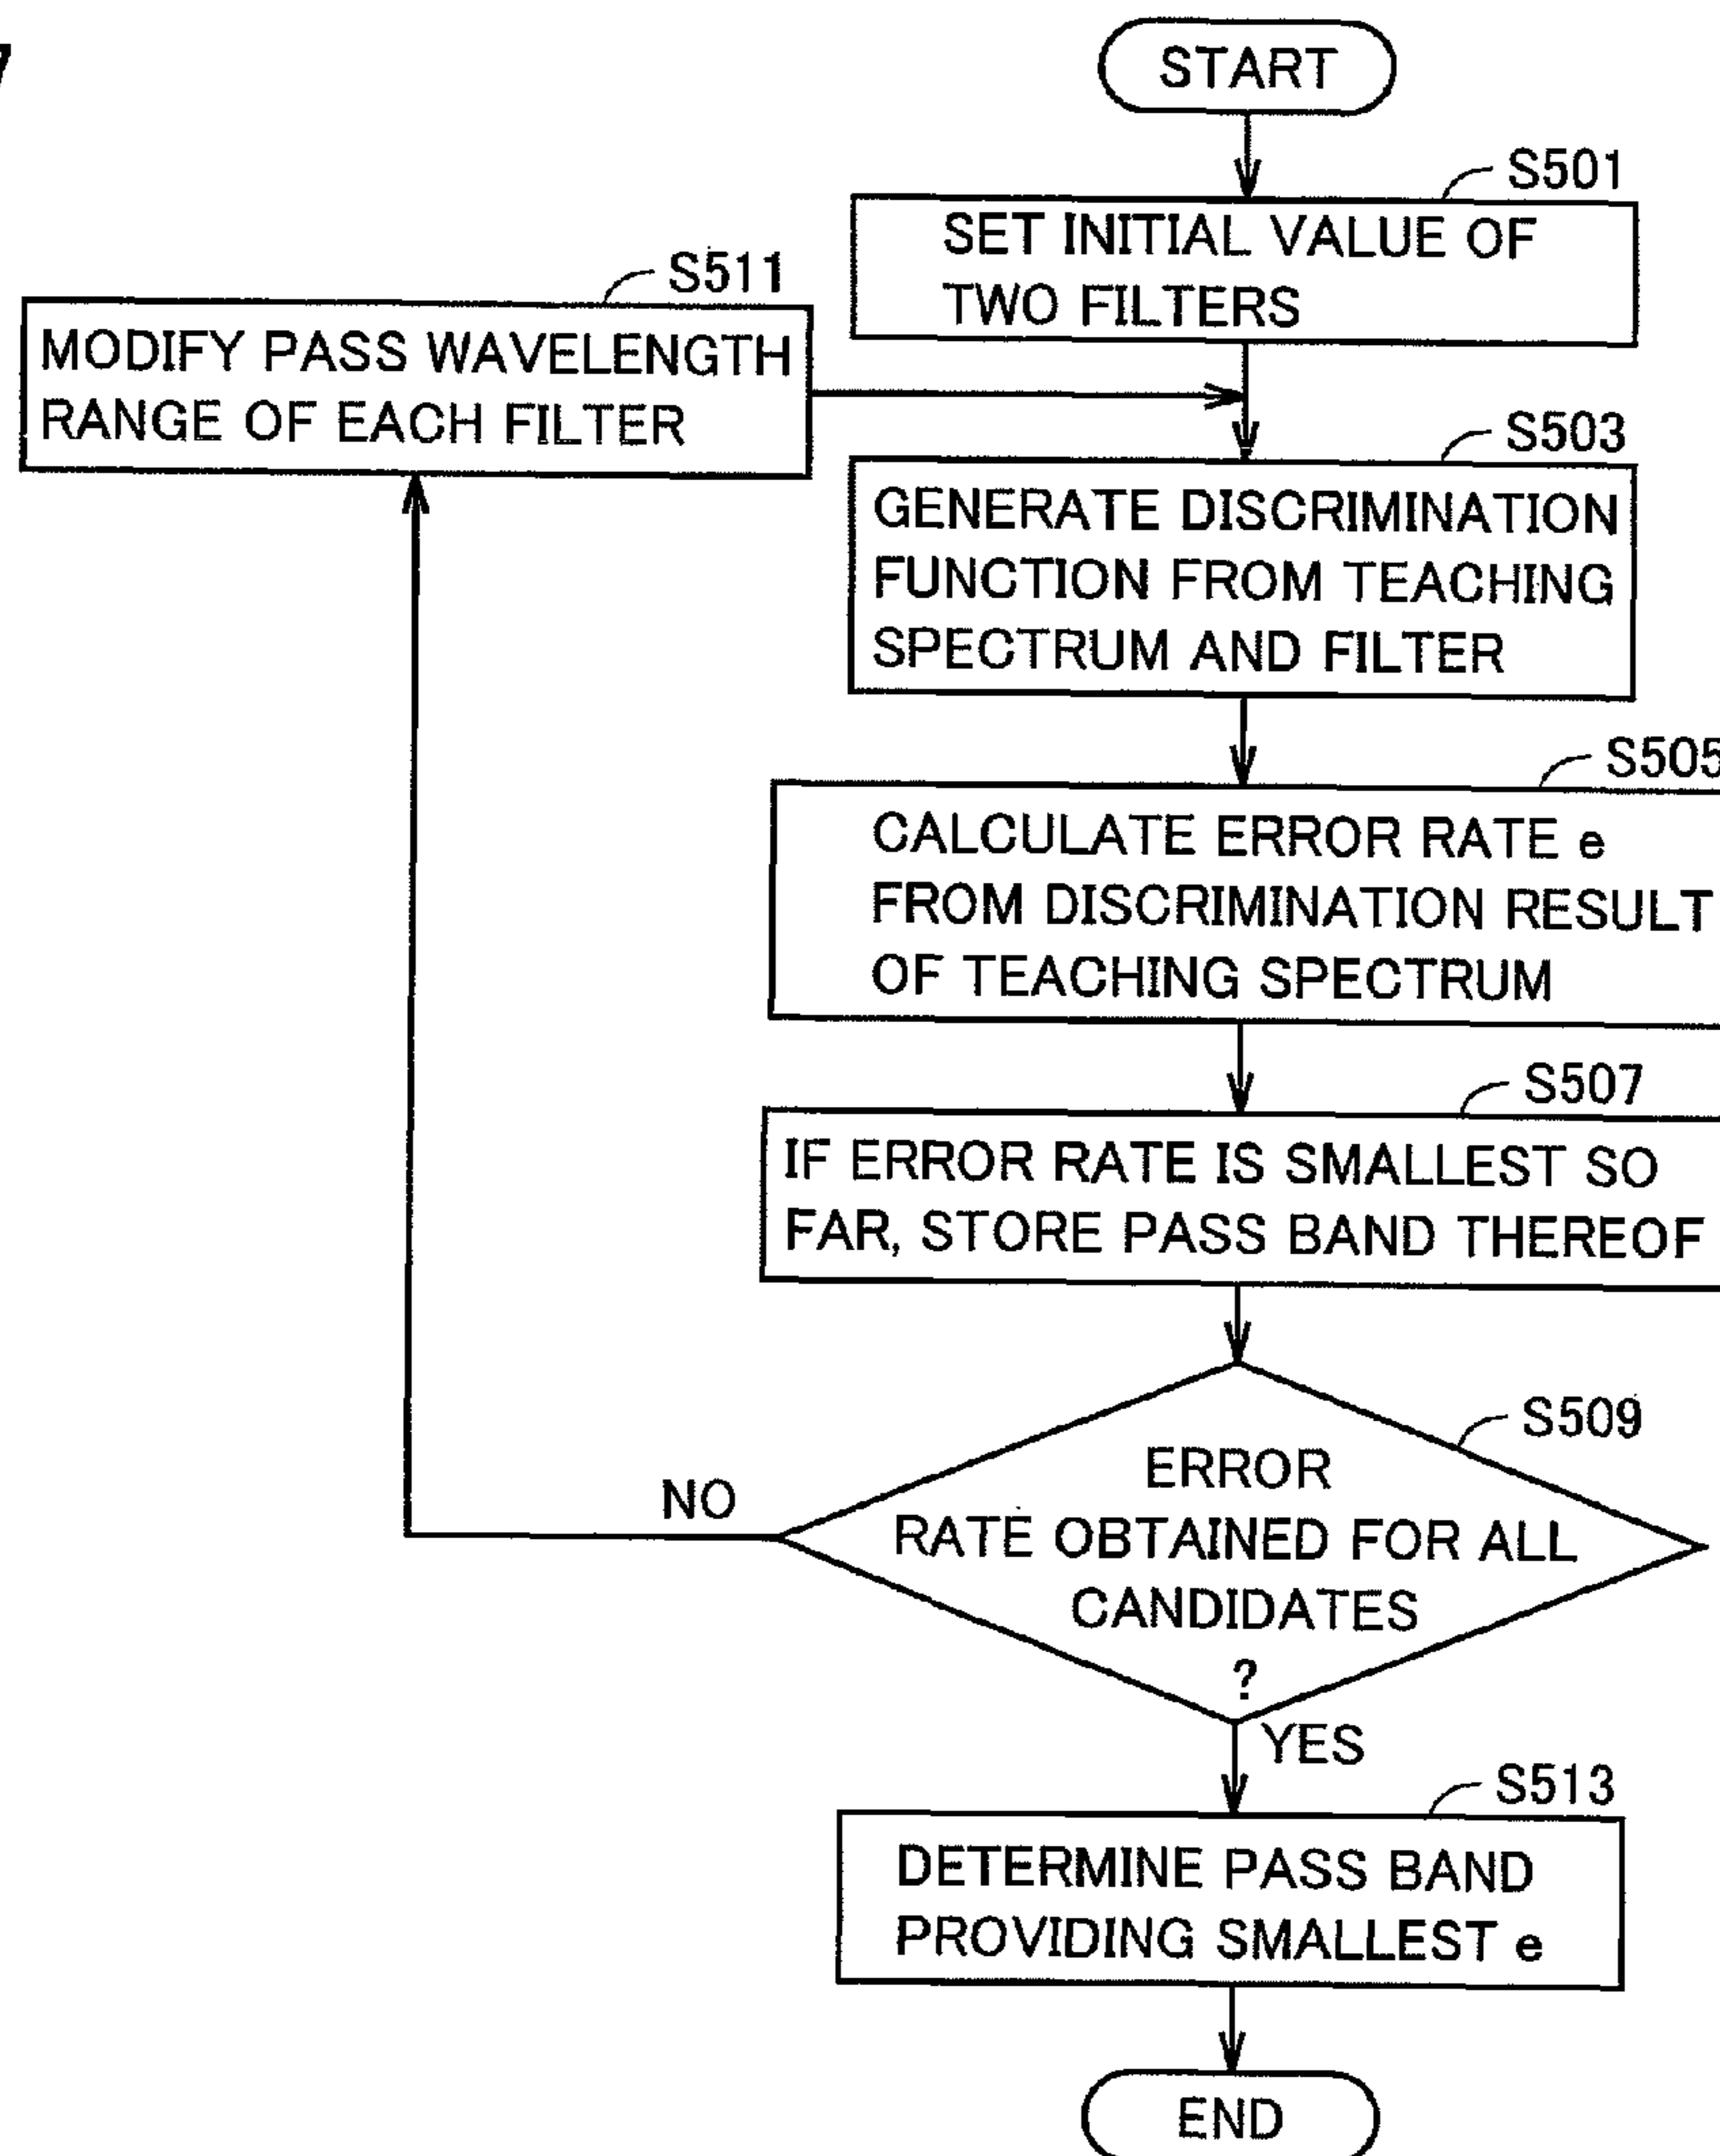 7
START
S501
SET INITIAL VALUE OF
TWO FILTERS
S511
MODIFY PASS WAVELENGTH
RANGE OF EACH FILTER
S503
GENERATE DISCRIMINATION
FUNCTION FROM TEACHING
SPECTRUM AND FILTER
S505
CALCULATE ERROR RATE e
FROM DISCRIMINATION RESULT
OF TEACHING SPECTRUM
S507
IF ERROR RATE IS SMALLEST SO
FAR, STORE PASS BAND THEREOF
S509
ERROR
RATE OBTAINED FOR ALL
CANDIDATES
?
NO
YES
S513
DETERMINE PASS BAND
PROVIDING SMALLEST e
END